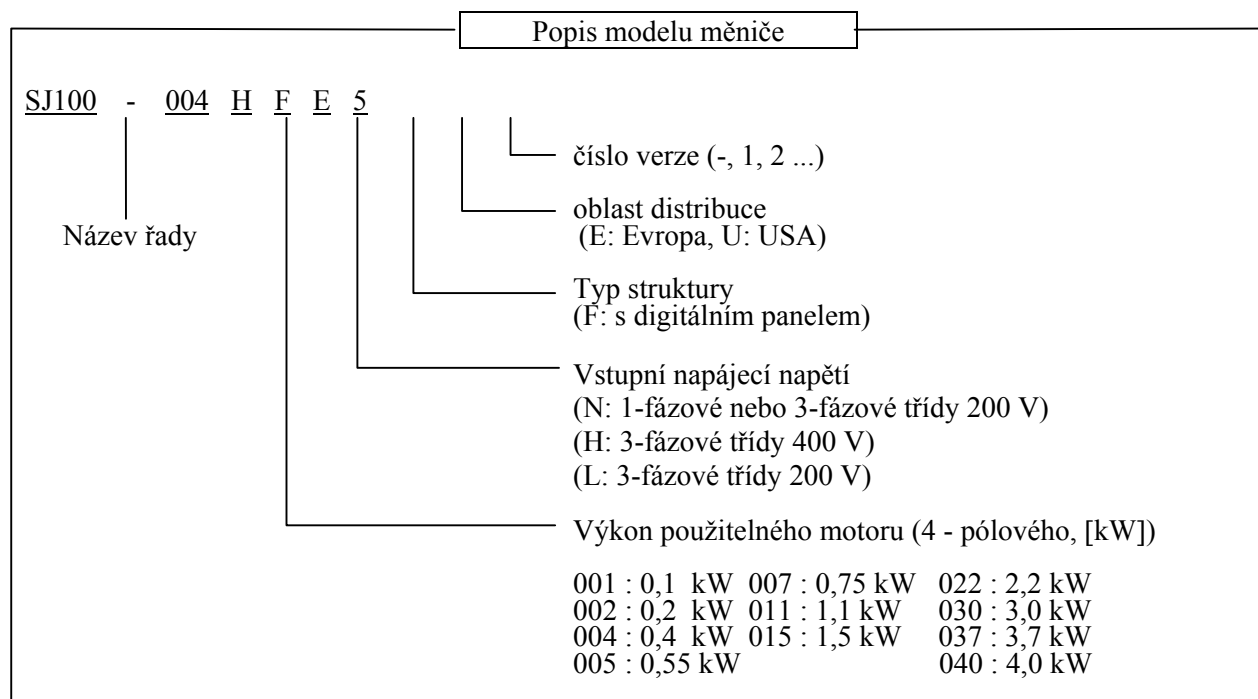 Popis modelu měniče
SJ100 - 004 H F E 5
číslo verze (-, 1, 2 ...)
oblast distribuce
(E: Evropa, U: USA)
Název řady
Typ struktury
(F: s digitálním panelem)
Vstupní napájecí napětí
(N: 1-fázové nebo 3-fázové třídy 200 V)
(H: 3-fázové třídy 400 V)
(L: 3-fázové třídy 200 V)
Výkon použitelného motoru (4 - pólového, [kW])
001 : 0,1 kW 007 : 0,75 kW 022 : 2,2 kW
002 : 0,2 kW 011 : 1,1 kW 030 : 3,0 kW
004 : 0,4 kW 015 : 1,5 kW 037 : 3,7 kW
005 : 0,55 kW 040 : 4,0 kW